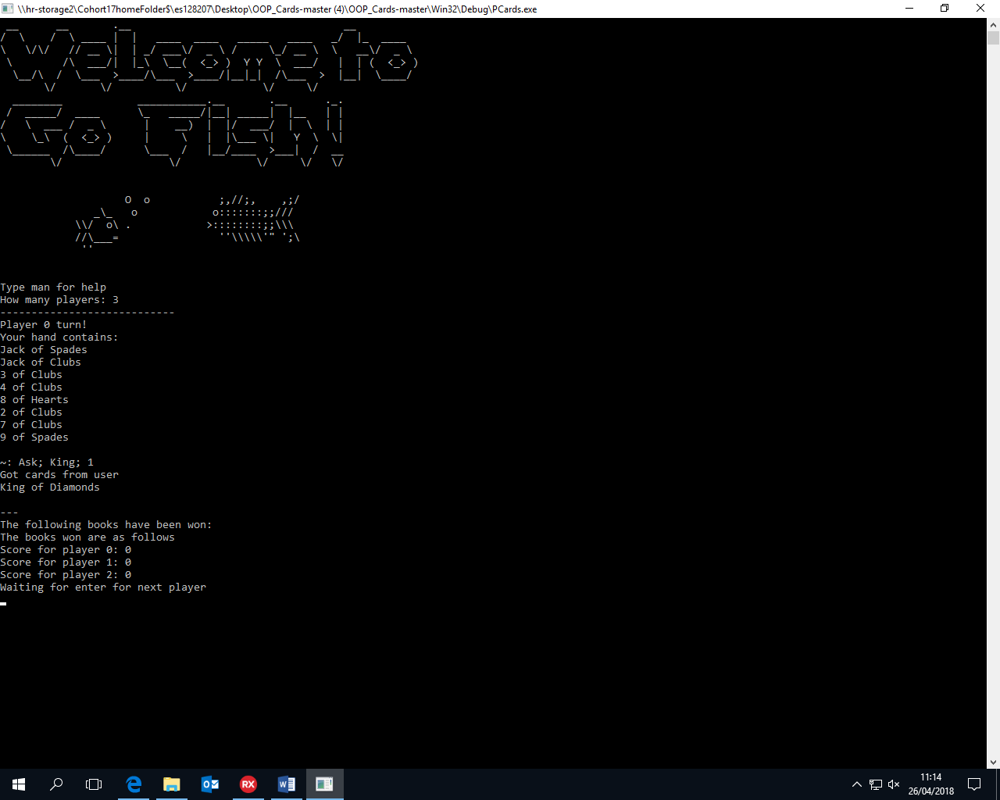 \\hr-storage2\Cohort17homeFolder$\es128207\Desktop\OOP_Cards-master (4)\OOP_Cards-master\Win32\Debug\PCards.exe
Welcome to
Go Fish!
Type man for help
How many players: 3
----------------------------
Player 0 turn!
Your hand contains:
Jack of Spades
Jack of Clubs
3 of Clubs
4 of Clubs
8 of Hearts
2 of Clubs
7 of Clubs
9 of Spades
~: Ask; King; 1
Got cards from user
King of Diamonds
---
The following books have been won:
The books won are as follows
Score for player 0: 0
Score for player 1: 0
Score for player 2: 0
Waiting for enter for next player
RX
11:14
26/04/2018